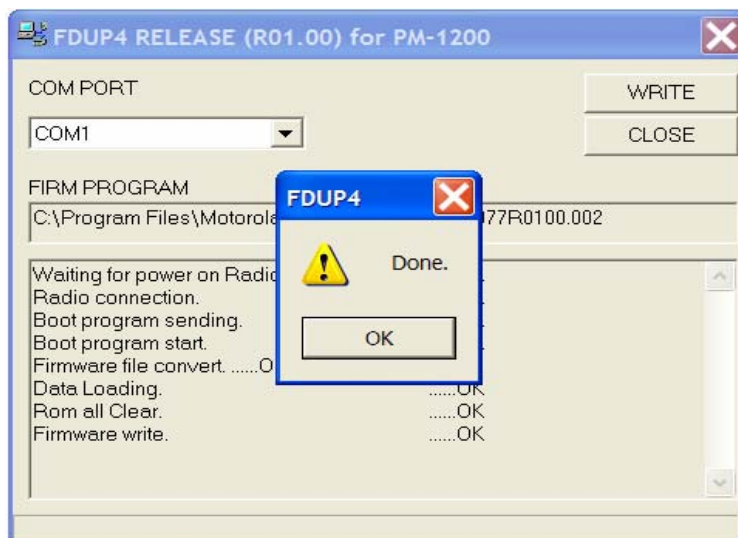 FDUP4 RELEASE (R01.00) for PM-1200
COM PORT
WRITE
COM1
CLOSE
FIRM PROGRAM
C:\Program Files\Motorola 77R0100.002
FDUP4
Done.
OK
Waiting for power on Radio
Radio connection.
Boot program sending.
Boot program start.
Firmware file convert. ......O
Data Loading. ......OK
Rom all Clear. ......OK
Firmware write. ......OK